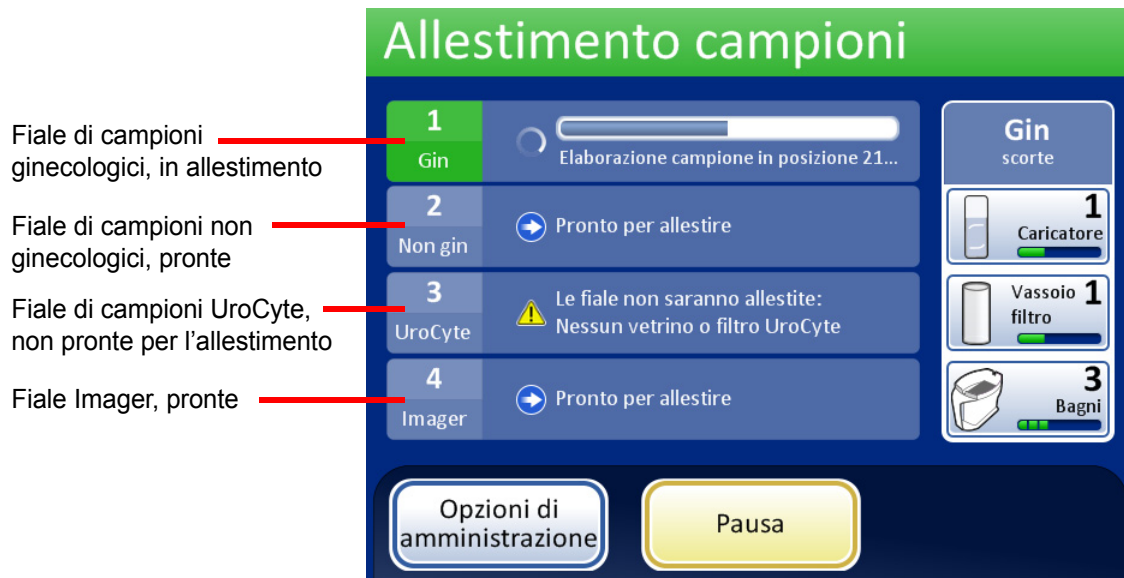 Allestimento campioni
Fiale di campioni
ginecologici, in allestimento
1
Gin
Elaborazione campione in posizione 21...
Fiale di campioni non
ginecologici, pronte
2
Non gin
Pronto per allestire
Fiale di campioni UroCyte,
non pronte per l'allestimento
3
UroCyte
Le fiale non saranno allestite:
Nessun vetrino o filtro UroCyte
Fiale Imager, pronte
4
Imager
Pronto per allestire
Gin
scorte
1
Caricatore
Vassoio 1
filtro
3
Bagni
Opzioni di
amministrazione
Pausa